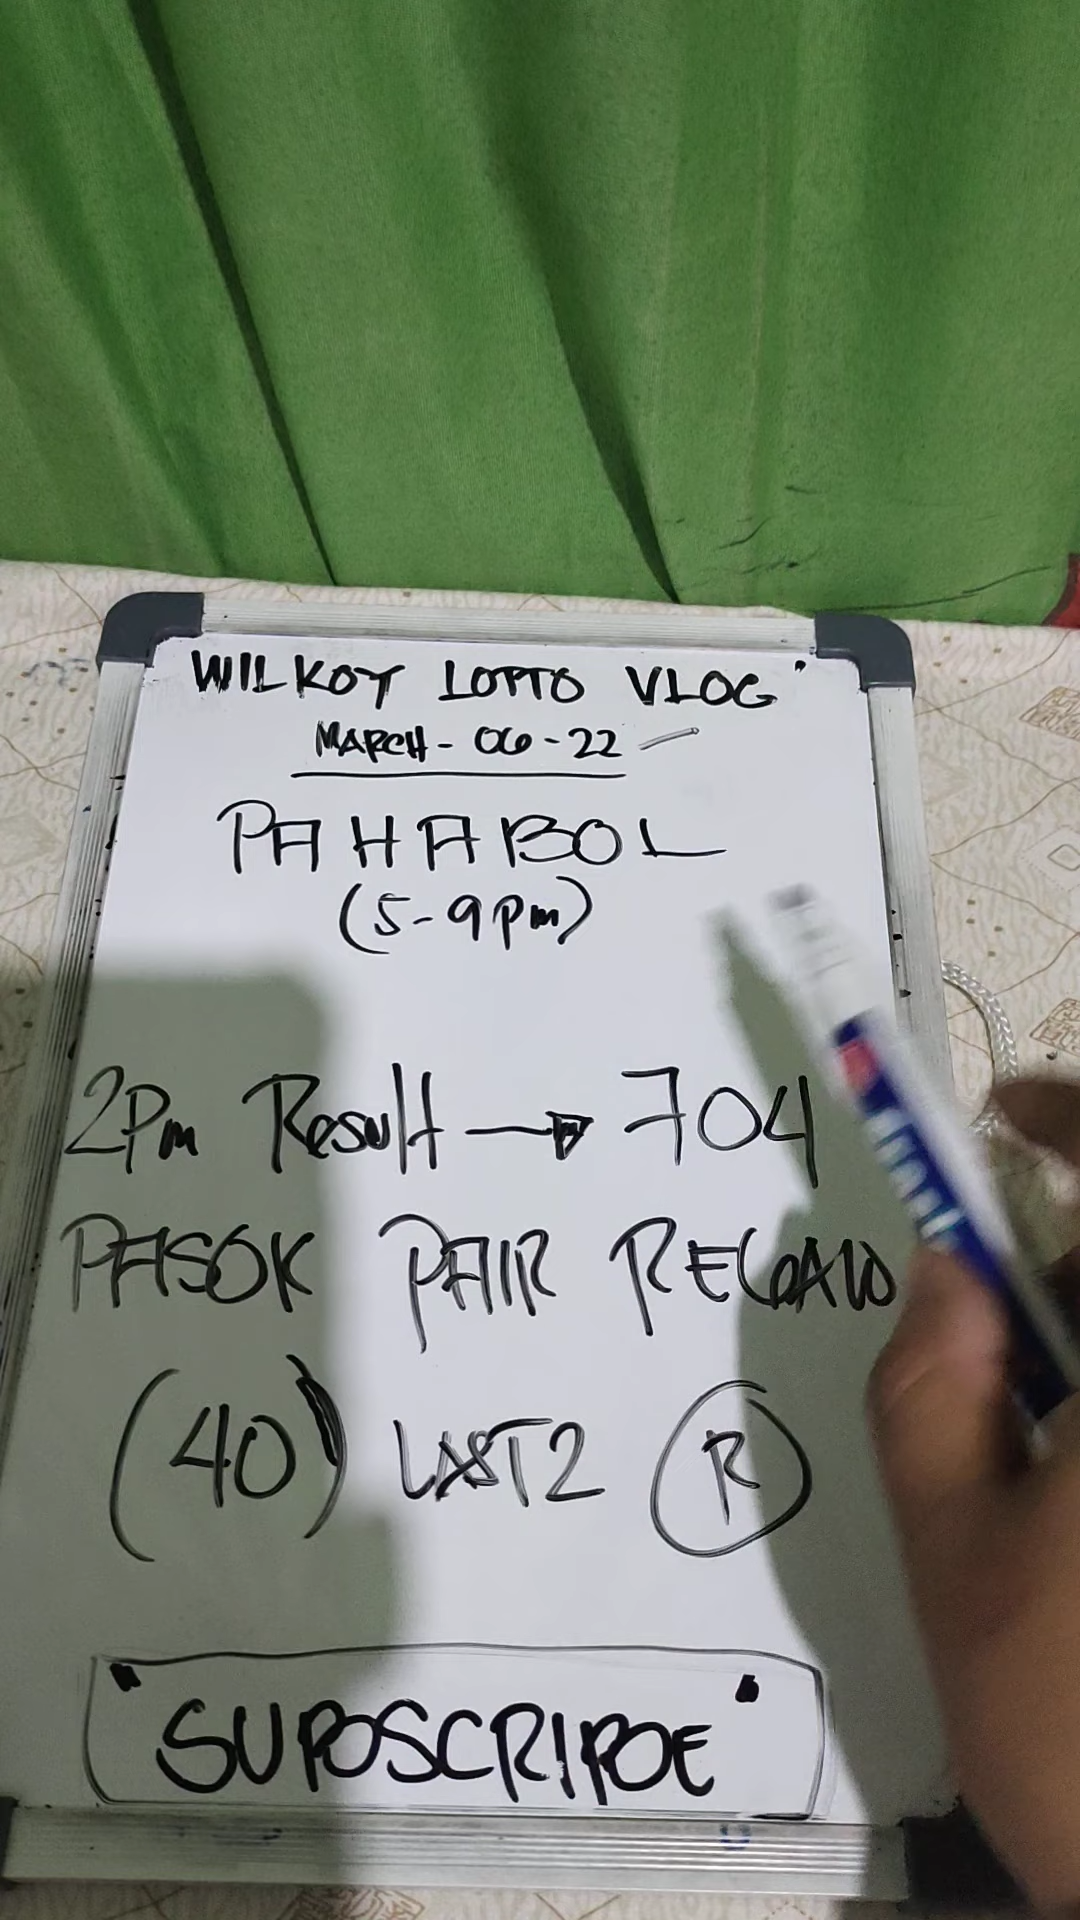 WILKOY LOTTO VLOG
MARCH - 06 - 22
PAHABOL
(5-9pm)
2Pm Result → 704
PASOK PAIR REGALO
(40) LAST2 R
"SUBSCRIBE"